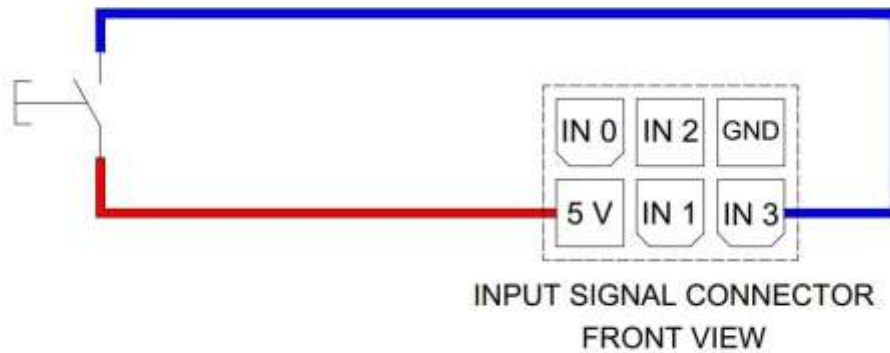 IN 0 IN 2 GND
5 V IN 1 IN 3
INPUT SIGNAL CONNECTOR
FRONT VIEW